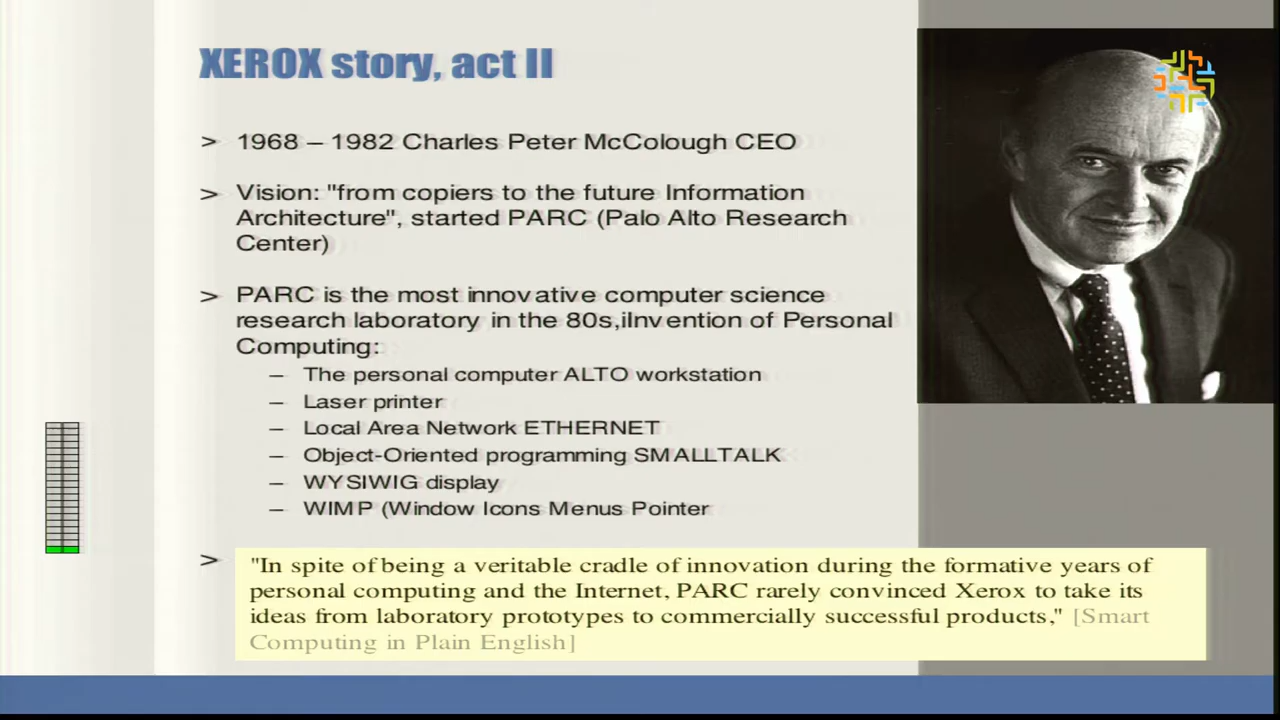 XEROX story, act II
> 1968 – 1982 Charles Peter McColough CEO
> Vision: "from copiers to the future Information
Architecture", started PARC (Palo Alto Research
Center)
> PARC is the most innovative computer science
research laboratory in the 80s,iInvention of Personal
Computing:
– The personal computer ALTO workstation
– Laser printer
– Local Area Network ETHERNET
– Object-Oriented programming SMALLTALK
– WYSIWIG display
– WIMP (Window Icons Menus Pointer
> "In spite of being a veritable cradle of innovation during the formative years of
personal computing and the Internet, PARC rarely convinced Xerox to take its
ideas from laboratory prototypes to commercially successful products," [Smart
Computing in Plain English]